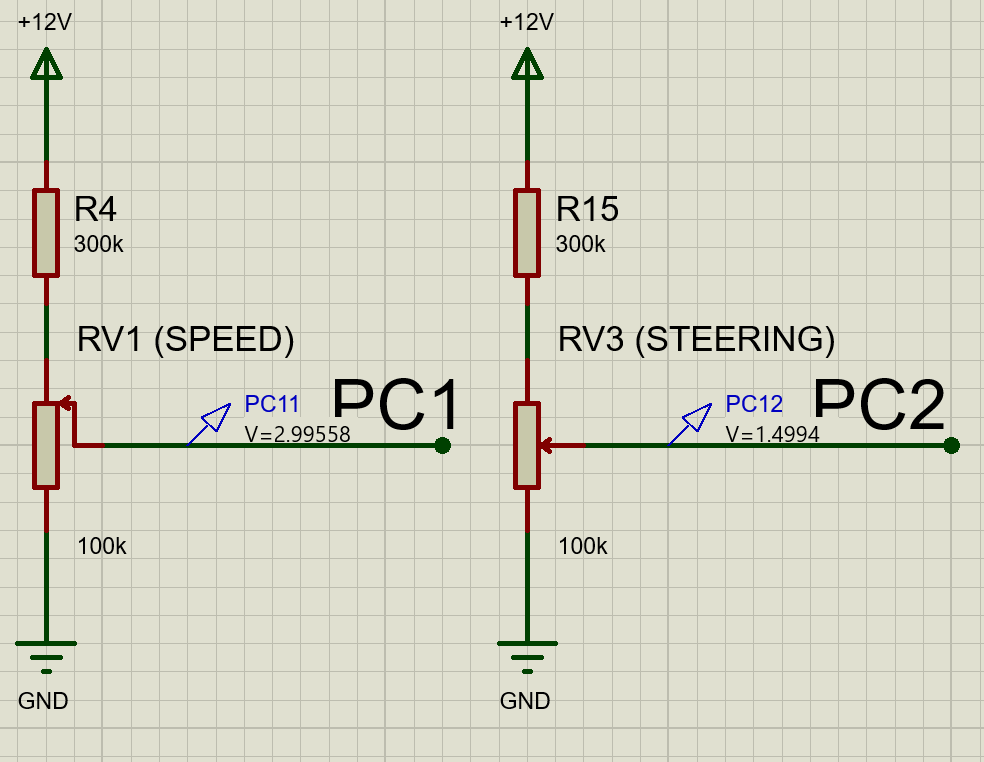 +12V
+12V
R4
300k
R15
300k
RV1 (SPEED)
RV3 (STEERING)
PC11
V=2.99558
PC1
PC12
V=1.4994
PC2
100k
100k
GND
GND